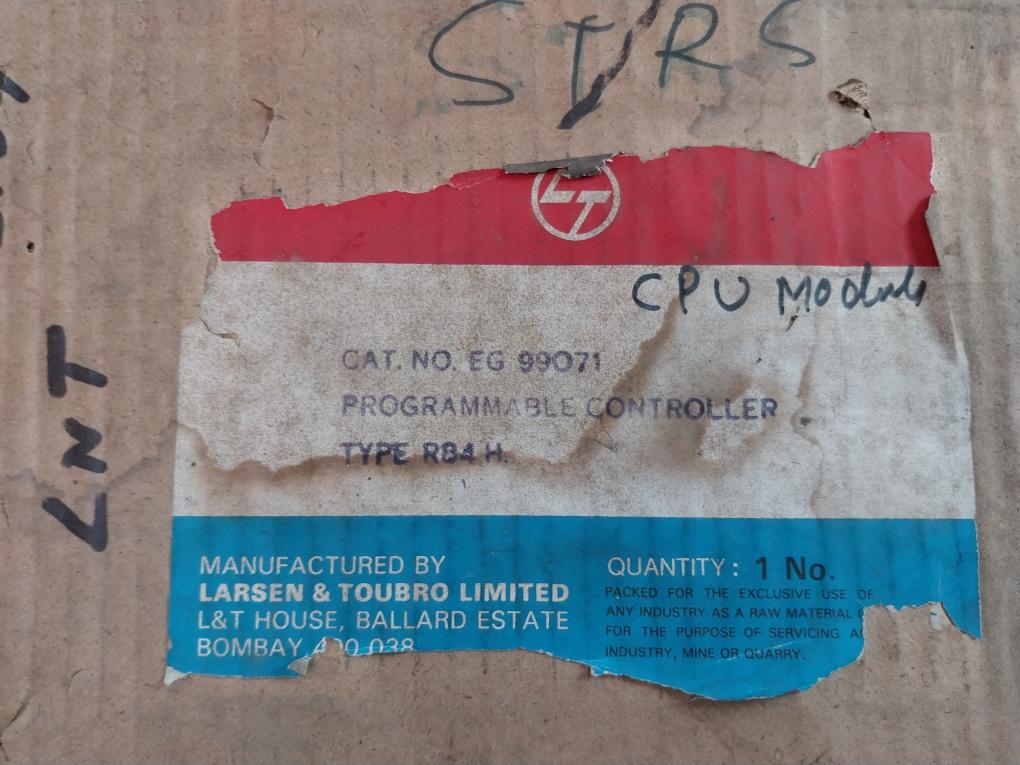 STRS
LT
CPU Module
CAT. NO. EG 99071
PROGRAMMABLE CONTROLLER
TYPE RB4 H.
LNT
MANUFACTURED BY
LARSEN & TOUBRO LIMITED
L&T HOUSE, BALLARD ESTATE
BOMBAY 400 038
QUANTITY : 1 No.
PACKED FOR THE EXCLUSIVE USE OF
ANY INDUSTRY AS A RAW MATERIAL
FOR THE PURPOSE OF SERVICING
INDUSTRY, MINE OR QUARRY.